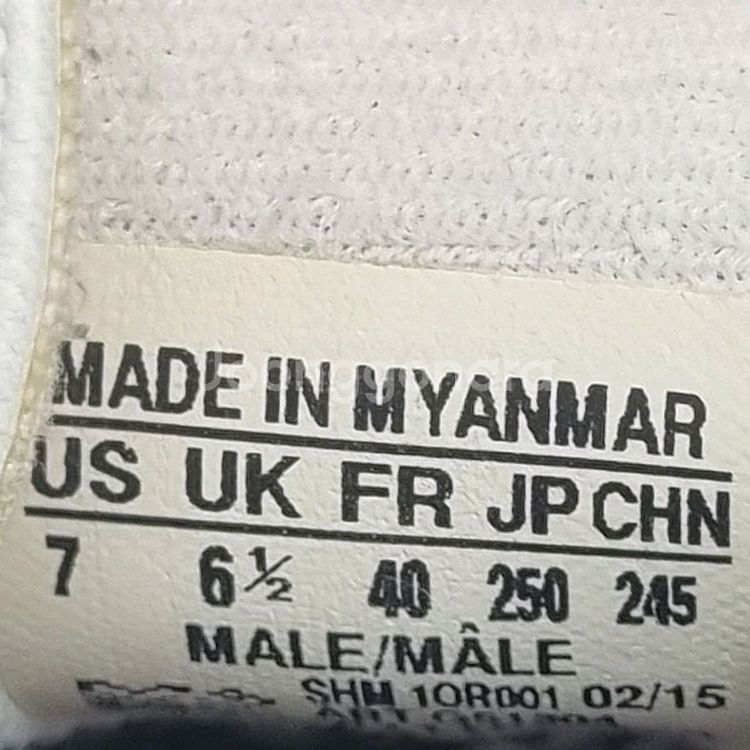 MADE IN MYANMAR
US UK FR JP CHN
7 6½ 40 250 245
MALE/MÂLE
SHM 10R001 02/15